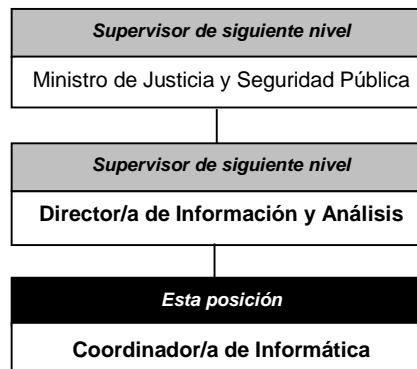 Supervisor de siguiente nivel
Ministro de Justicia y Seguridad Pública
Supervisor de siguiente nivel
Director/a de Información y Análisis
Esta posición
Coordinador/a de Informática